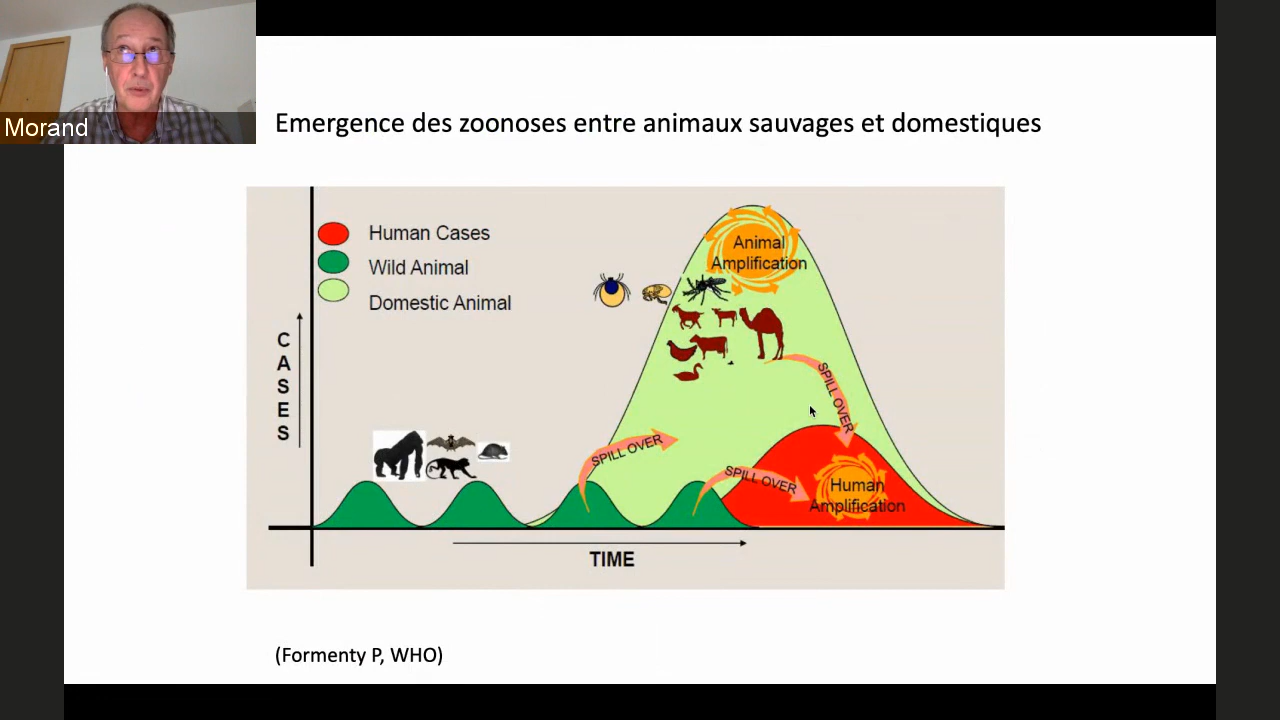 Morand
Emergence des zoonoses entre animaux sauvages et domestiques
Human Cases
Wild Animal
Domestic Animal
Animal
Amplification
CASES
SPILL OVER
SPILL OVER
SPILL OVER
Human
Amplification
TIME
(Formenty P, WHO)